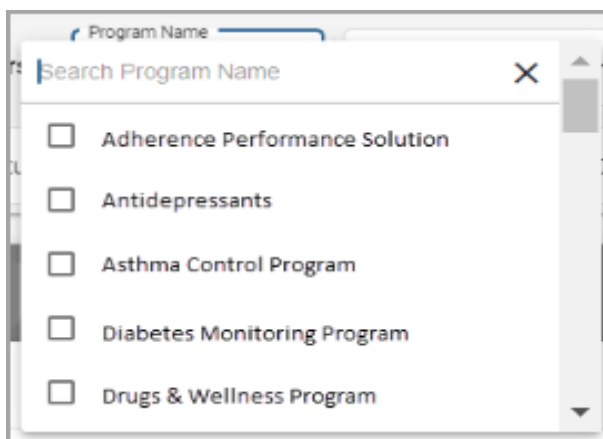 Program Name
Search Program Name
Adherence Performance Solution
Antidepressants
Asthma Control Program
Diabetes Monitoring Program
Drugs & Wellness Program